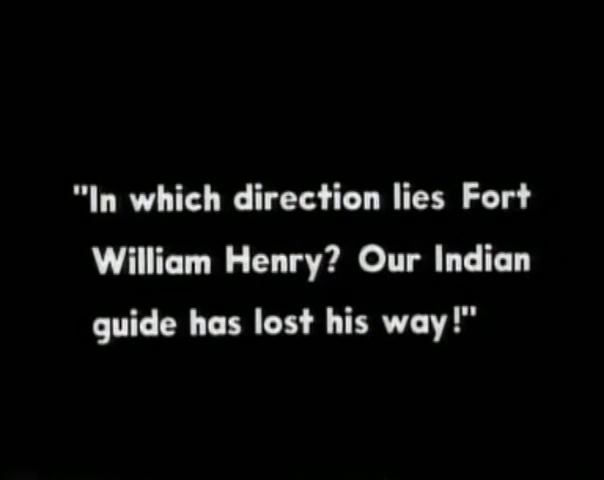 "In which direction lies Fort
William Henry? Our Indian
guide has lost his way!"